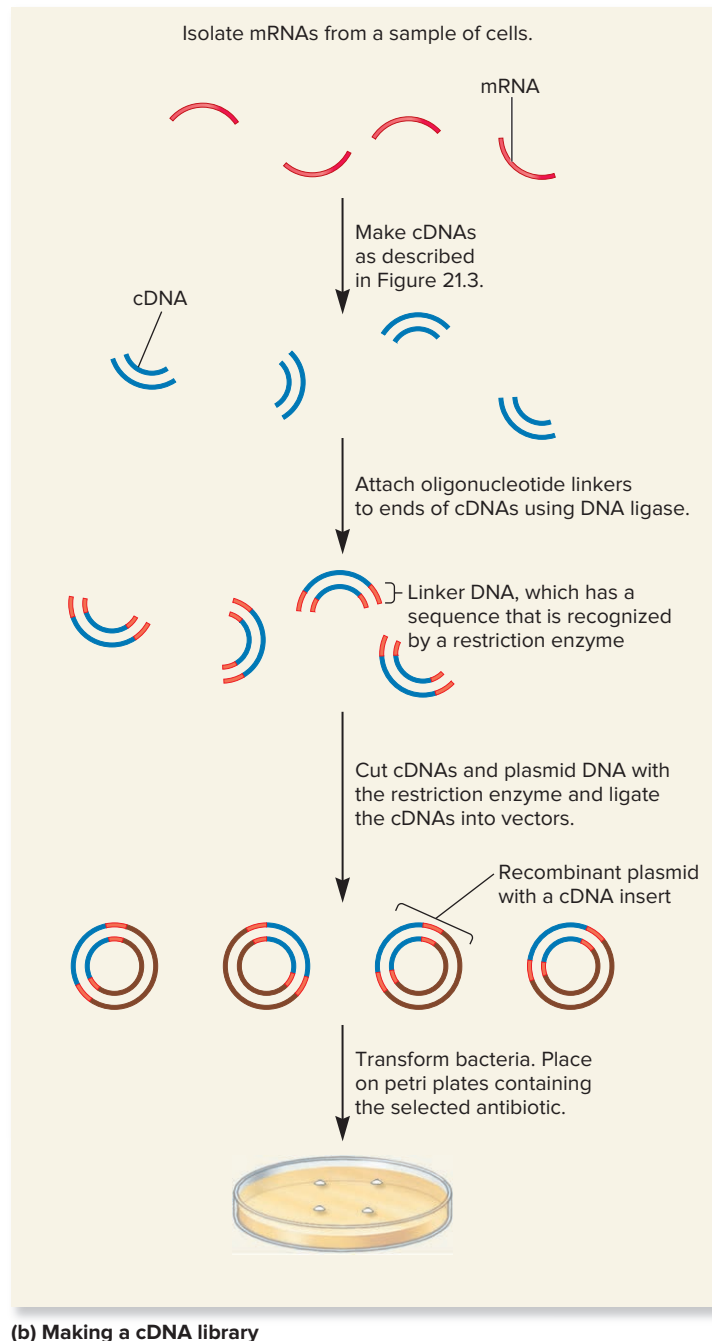 Isolate mRNAs from a sample of cells.
mRNA
Make cDNAs
as described
in Figure 21.3.
cDNA
Attach oligonucleotide linkers
to ends of cDNAs using DNA ligase.
Linker DNA, which has a
sequence that is recognized
by a restriction enzyme
Cut cDNAs and plasmid DNA with
the restriction enzyme and ligate
the cDNAs into vectors.
Recombinant plasmid
with a cDNA insert
Transform bacteria. Place
on petri plates containing
the selected antibiotic.
(b) Making a cDNA library